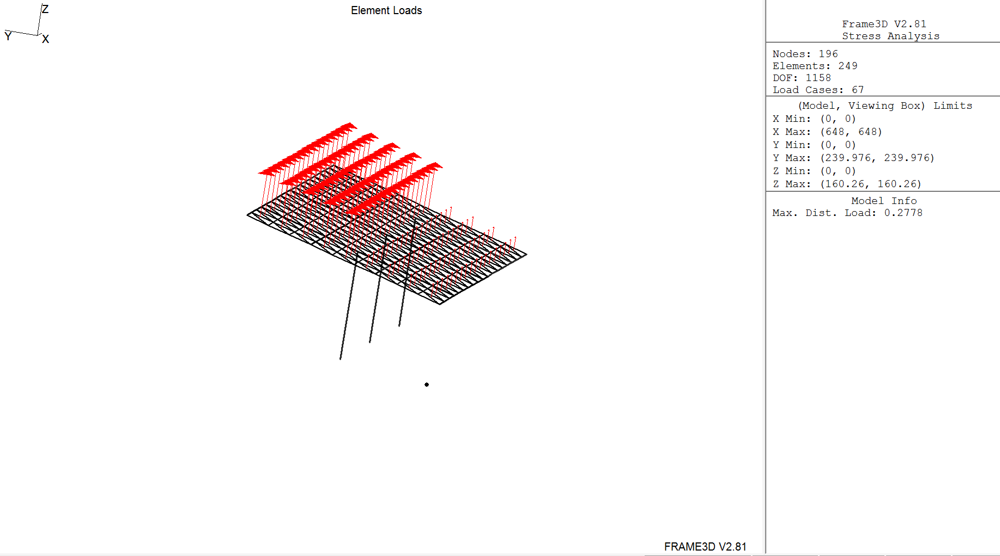 Z
Y
X
Element Loads
Frame3D V2.81
Stress Analysis
Nodes: 196
Elements: 249
DOF: 1158
Load Cases: 67
(Model, Viewing Box) Limits
X Min: (0, 0)
X Max: (648, 648)
Y Min: (0, 0)
Y Max: (239.976, 239.976)
Z Min: (0, 0)
Z Max: (160.26, 160.26)
Model Info
Max. Dist. Load: 0.2778
FRAME3D V2.81